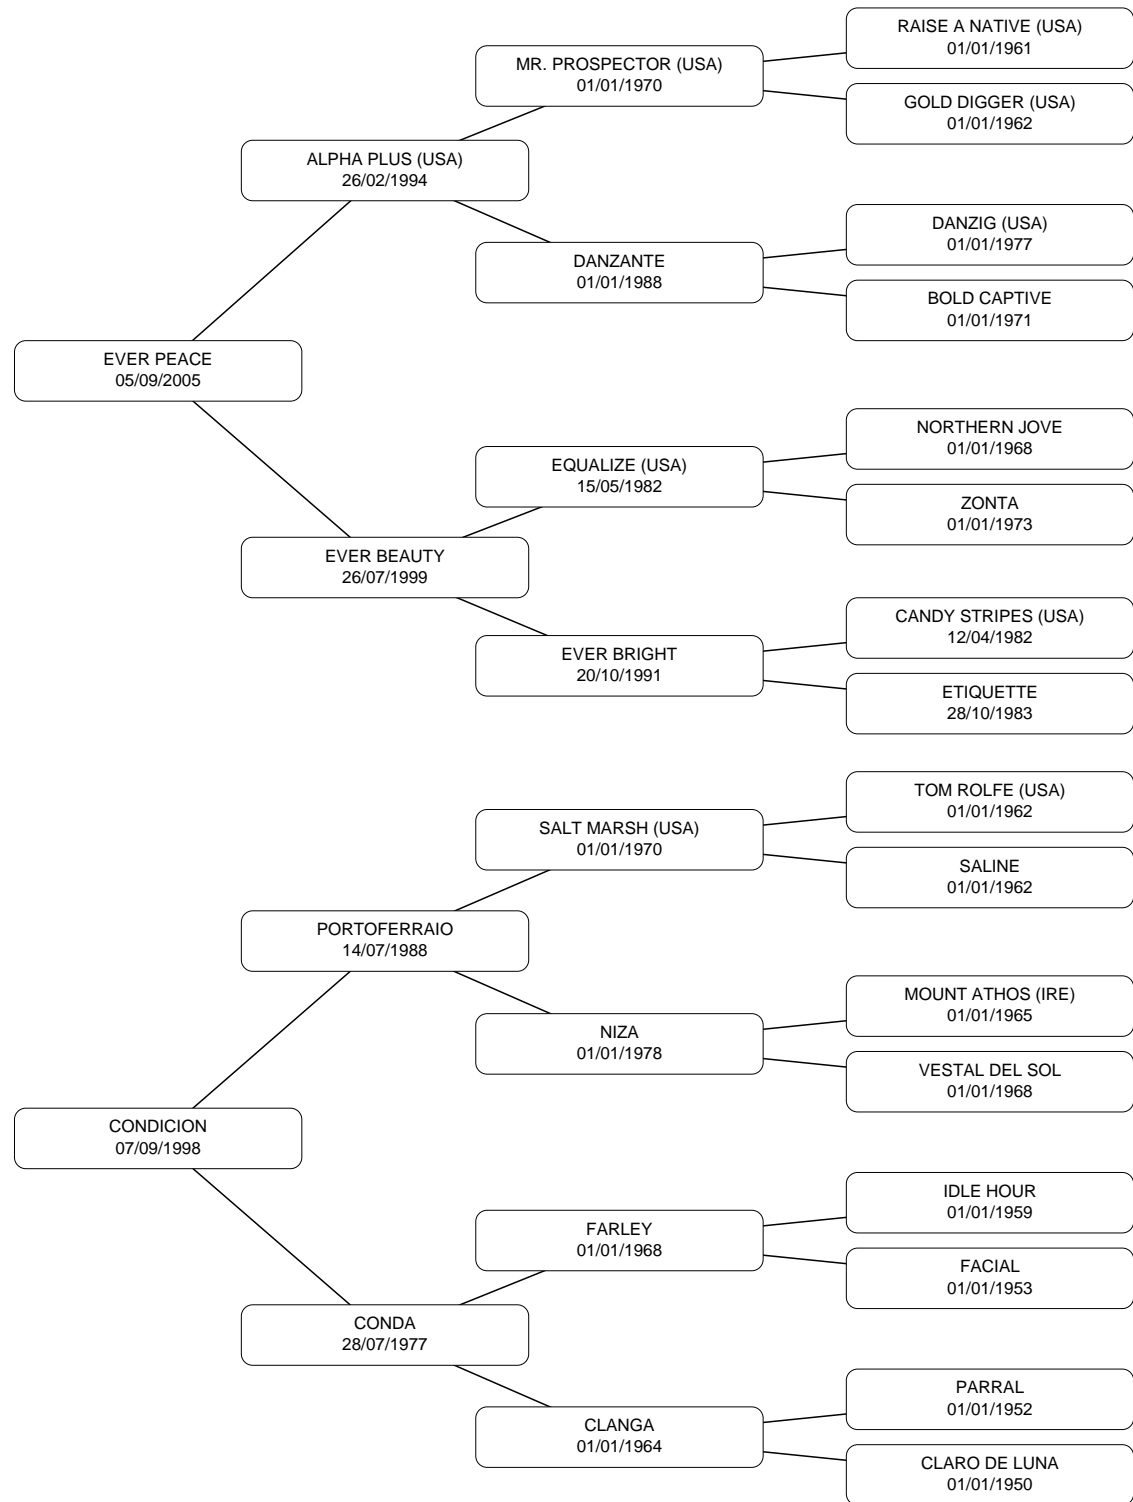 RAISE A NATIVE (USA)
01/01/1961
MR. PROSPECTOR (USA)
01/01/1970
GOLD DIGGER (USA)
01/01/1962
ALPHA PLUS (USA)
26/02/1994
DANZIG (USA)
01/01/1977
DANZANTE
01/01/1988
BOLD CAPTIVE
01/01/1971
EVER PEACE
05/09/2005
NORTHERN JOVE
01/01/1968
EQUALIZE (USA)
15/05/1982
ZONTA
01/01/1973
EVER BEAUTY
26/07/1999
CANDY STRIPES (USA)
12/04/1982
EVER BRIGHT
20/10/1991
ETIQUETTE
28/10/1983
TOM ROLFE (USA)
01/01/1962
SALT MARSH (USA)
01/01/1970
SALINE
01/01/1962
PORTOFERRAIO
14/07/1988
MOUNT ATHOS (IRE)
01/01/1965
NIZA
01/01/1978
VESTAL DEL SOL
01/01/1968
CONDICION
07/09/1998
IDLE HOUR
01/01/1959
FARLEY
01/01/1968
FACIAL
01/01/1953
CONDA
28/07/1977
PARRAL
01/01/1952
CLANGA
01/01/1964
CLARO DE LUNA
01/01/1950